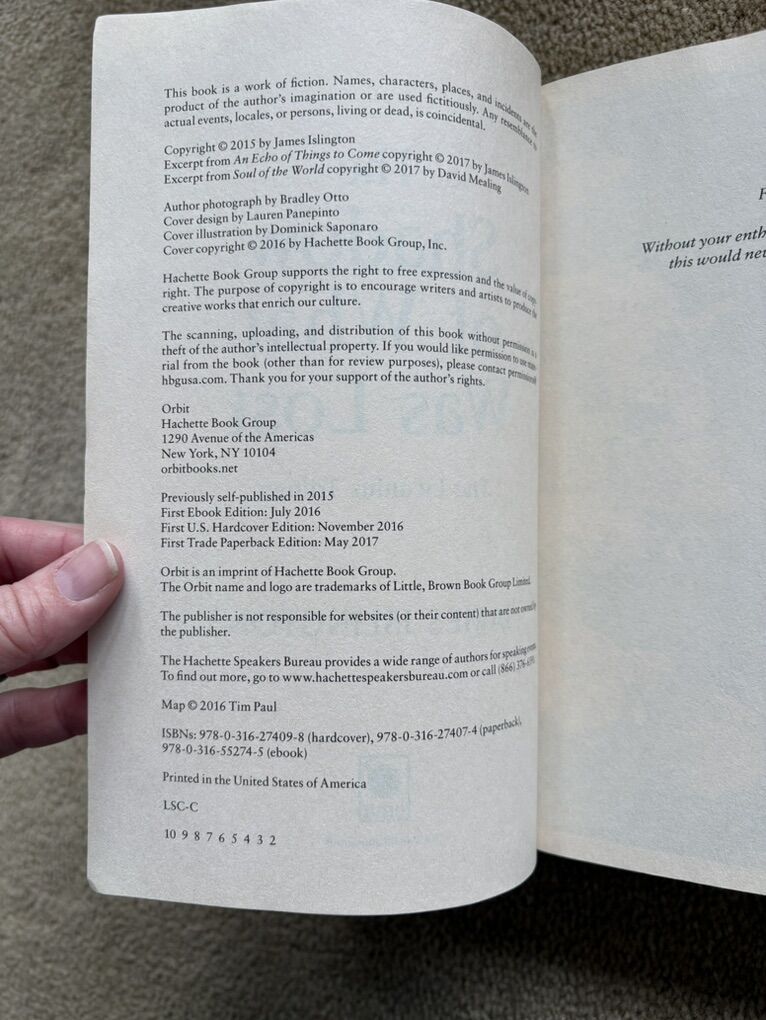 This book is a work of fiction. Names, characters, places, and incidents are the
product of the author's imagination or are used fictitiously. Any resemblance to
actual events, locales, or persons, living or dead, is coincidental.
Copyright © 2015 by James Islington
Excerpt from An Echo of Things to Come copyright © 2017 by James Islington
Excerpt from Soul of the World copyright © 2017 by David Mealing
Author photograph by Bradley Otto
Cover design by Lauren Panepinto
Cover illustration by Dominick Saponaro
Cover copyright © 2016 by Hachette Book Group, Inc.
Hachette Book Group supports the right to free expression and the value of copy-
right. The purpose of copyright is to encourage writers and artists to produce the
creative works that enrich our culture.
The scanning, uploading, and distribution of this book without permission is a
theft of the author's intellectual property. If you would like permission to use
rial from the book (other than for review purposes), please contact
hbgusa.com. Thank you for your support of the author's rights.
Orbit
Hachette Book Group
1290 Avenue of the Americas
New York, NY 10104
orbitbooks.net
Previously self-published in 2015
First Ebook Edition: July 2016
First U.S. Hardcover Edition: November 2016
First Trade Paperback Edition: May 2017
Orbit is an imprint of Hachette Book Group.
The Orbit name and logo are trademarks of Little, Brown Book Group Limited.
The publisher is not responsible for websites (or their content) that are not owned by
the publisher.
The Hachette Speakers Bureau provides a wide range of authors for speaking
To find out more, go to www.hachettespeakersbureau.com or call (866)
Map © 2016 Tim Paul
ISBNs: 978-0-316-27409-8 (hardcover), 978-0-316-27407-4 (paperback),
978-0-316-55274-5 (ebook)
Printed in the United States of America
LSC-C
10 9 8 7 6 5 4 3 2
F
Without your enth
this would